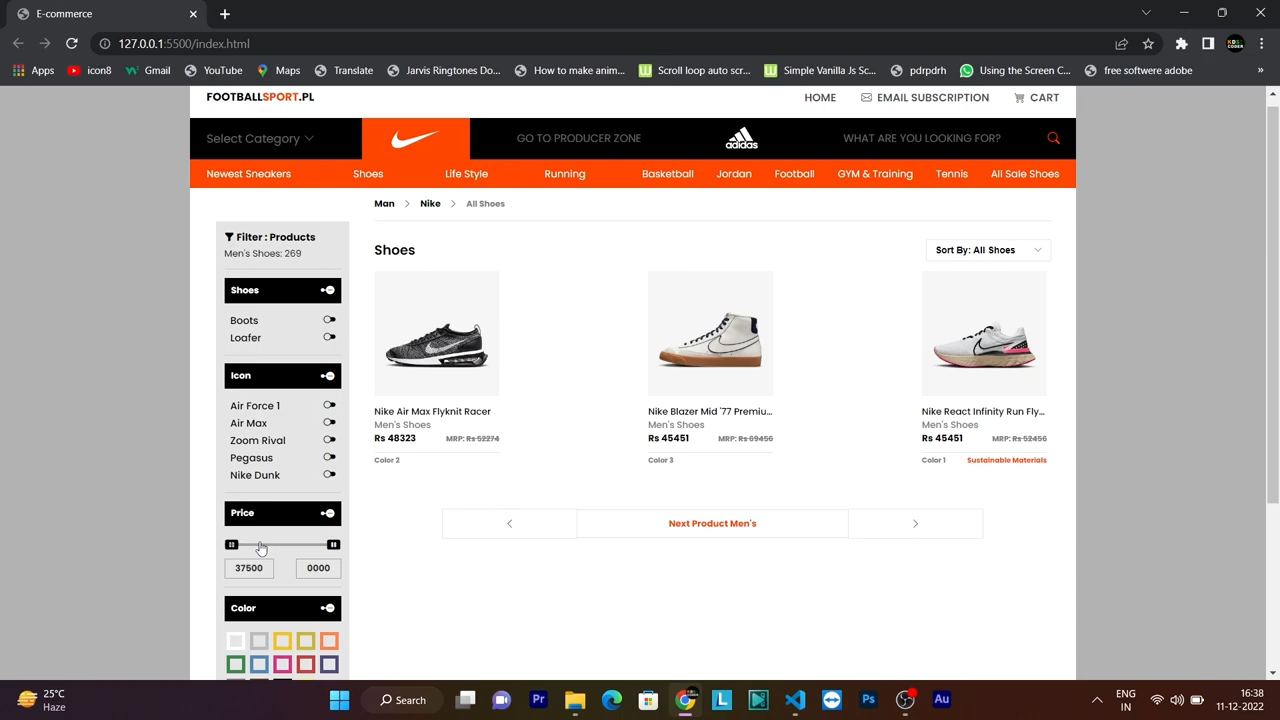 E-commerce
127.0.0.1:5500/index.html
Apps icon8 Gmail YouTube Maps Translate Jarvis Ringtones Do... How to make anim... Scroll loop auto scr... Simple Vanilla Js Sc... pdrpdrh Using the Screen C... free softwere adobe »
FOOTBALLSPORT.PL HOME EMAIL SUBSCRIPTION CART
Select Category GO TO PRODUCER ZONE adidas WHAT ARE YOU LOOKING FOR?
Newest Sneakers Shoes Life Style Running Basketball Jordan Football GYM & Training Tennis All Sale Shoes
Man > Nike > All Shoes
Filter : Products
Men's Shoes: 269
Shoes
Boots
Loafer
Icon
Air Force 1
Air Max
Zoom Rival
Pegasus
Nike Dunk
Price
37500 0000
Color
Shoes
Sort By: All Shoes
Nike Air Max Flyknit Racer
Men's Shoes
Rs 48323 MRP: Rs 52274
Color 2
Nike Blazer Mid '77 Premiu...
Men's Shoes
Rs 45451 MRP: Rs 69456
Color 3
Nike React Infinity Run Fly...
Men's Shoes
Rs 45451 MRP: Rs 52456
Color 1 Sustainable Materials
Next Product Men's
25°C
Haze
Search
Pr
L
Ps
Au
ENG
IN
16:38
11-12-2022